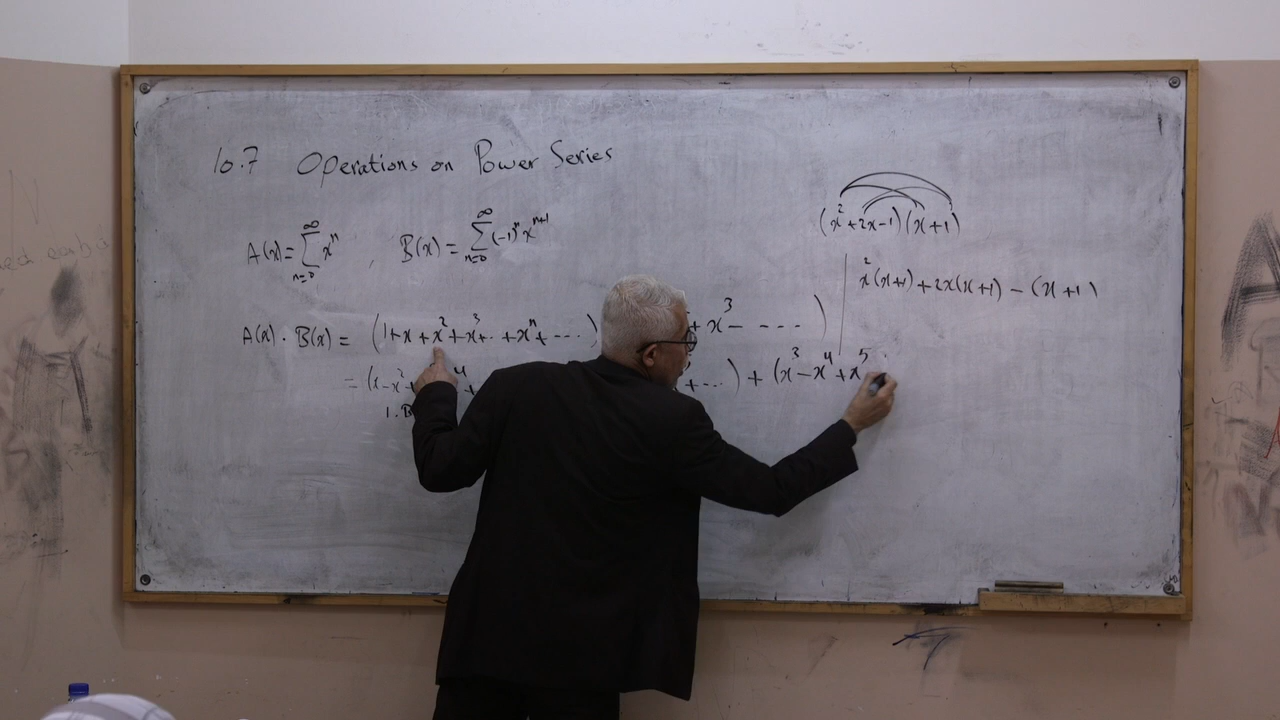 10.7 Operations on Power Series
A(x) = ∑_{n=0}^{∞} x^n , B(x) = ∑_{n=0}^{∞} (-1)^n x^{n+1}
A(x) · B(x) = (1+x+x^2+x^3+..+x^n+...) + x^3 - ....)
= (x-x^2 +...) + (x^3-x^4+x^5
1.B
(x^2+2x-1)(x+1)
x^2(x+1)+2x(x+1)-(x+1)